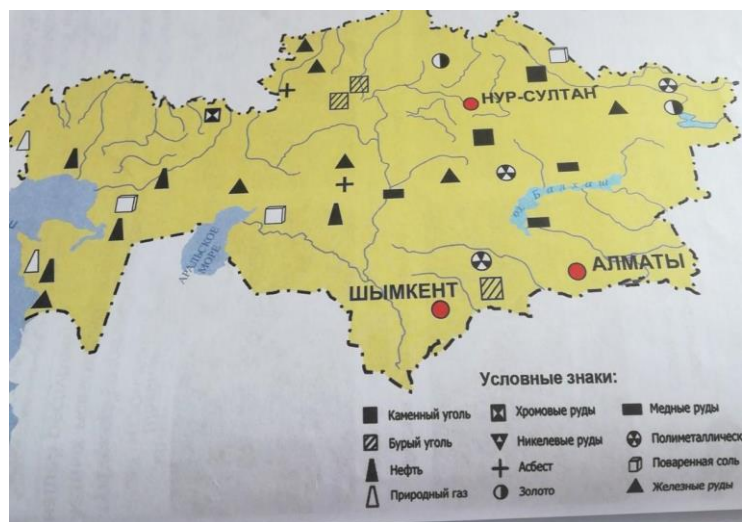 НУР-СУЛТАН
оз. Балхаш
АРАЛЬСКОЕ
МОРЕ
АЛМАТЫ
ШЫМКЕНТ
Условные знаки:
Каменный уголь
Хромовые руды
Медные руды
Бурый уголь
Никелевые руды
Полиметалличес
Нефть
Асбест
Поваренная соль
Природный газ
Золото
Железные руды